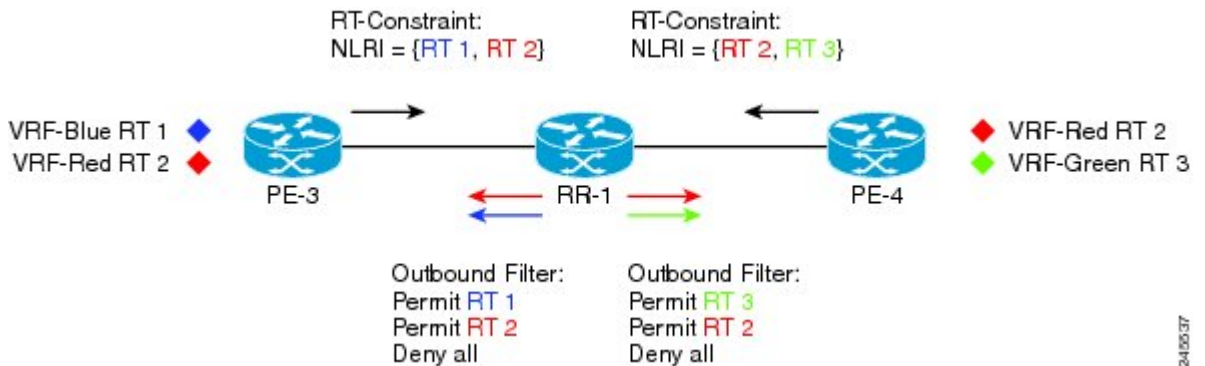 RT-Constraint:
NLRI = {RT 1, RT 2}
RT-Constraint:
NLRI = {RT 2, RT 3}
VRF-Blue RT 1
VRF-Red RT 2
PE-3
RR-1
PE-4
VRF-Red RT 2
VRF-Green RT 3
Outbound Filter:
Permit RT 1
Permit RT 2
Deny all
Outbound Filter:
Permit RT 3
Permit RT 2
Deny all
245537